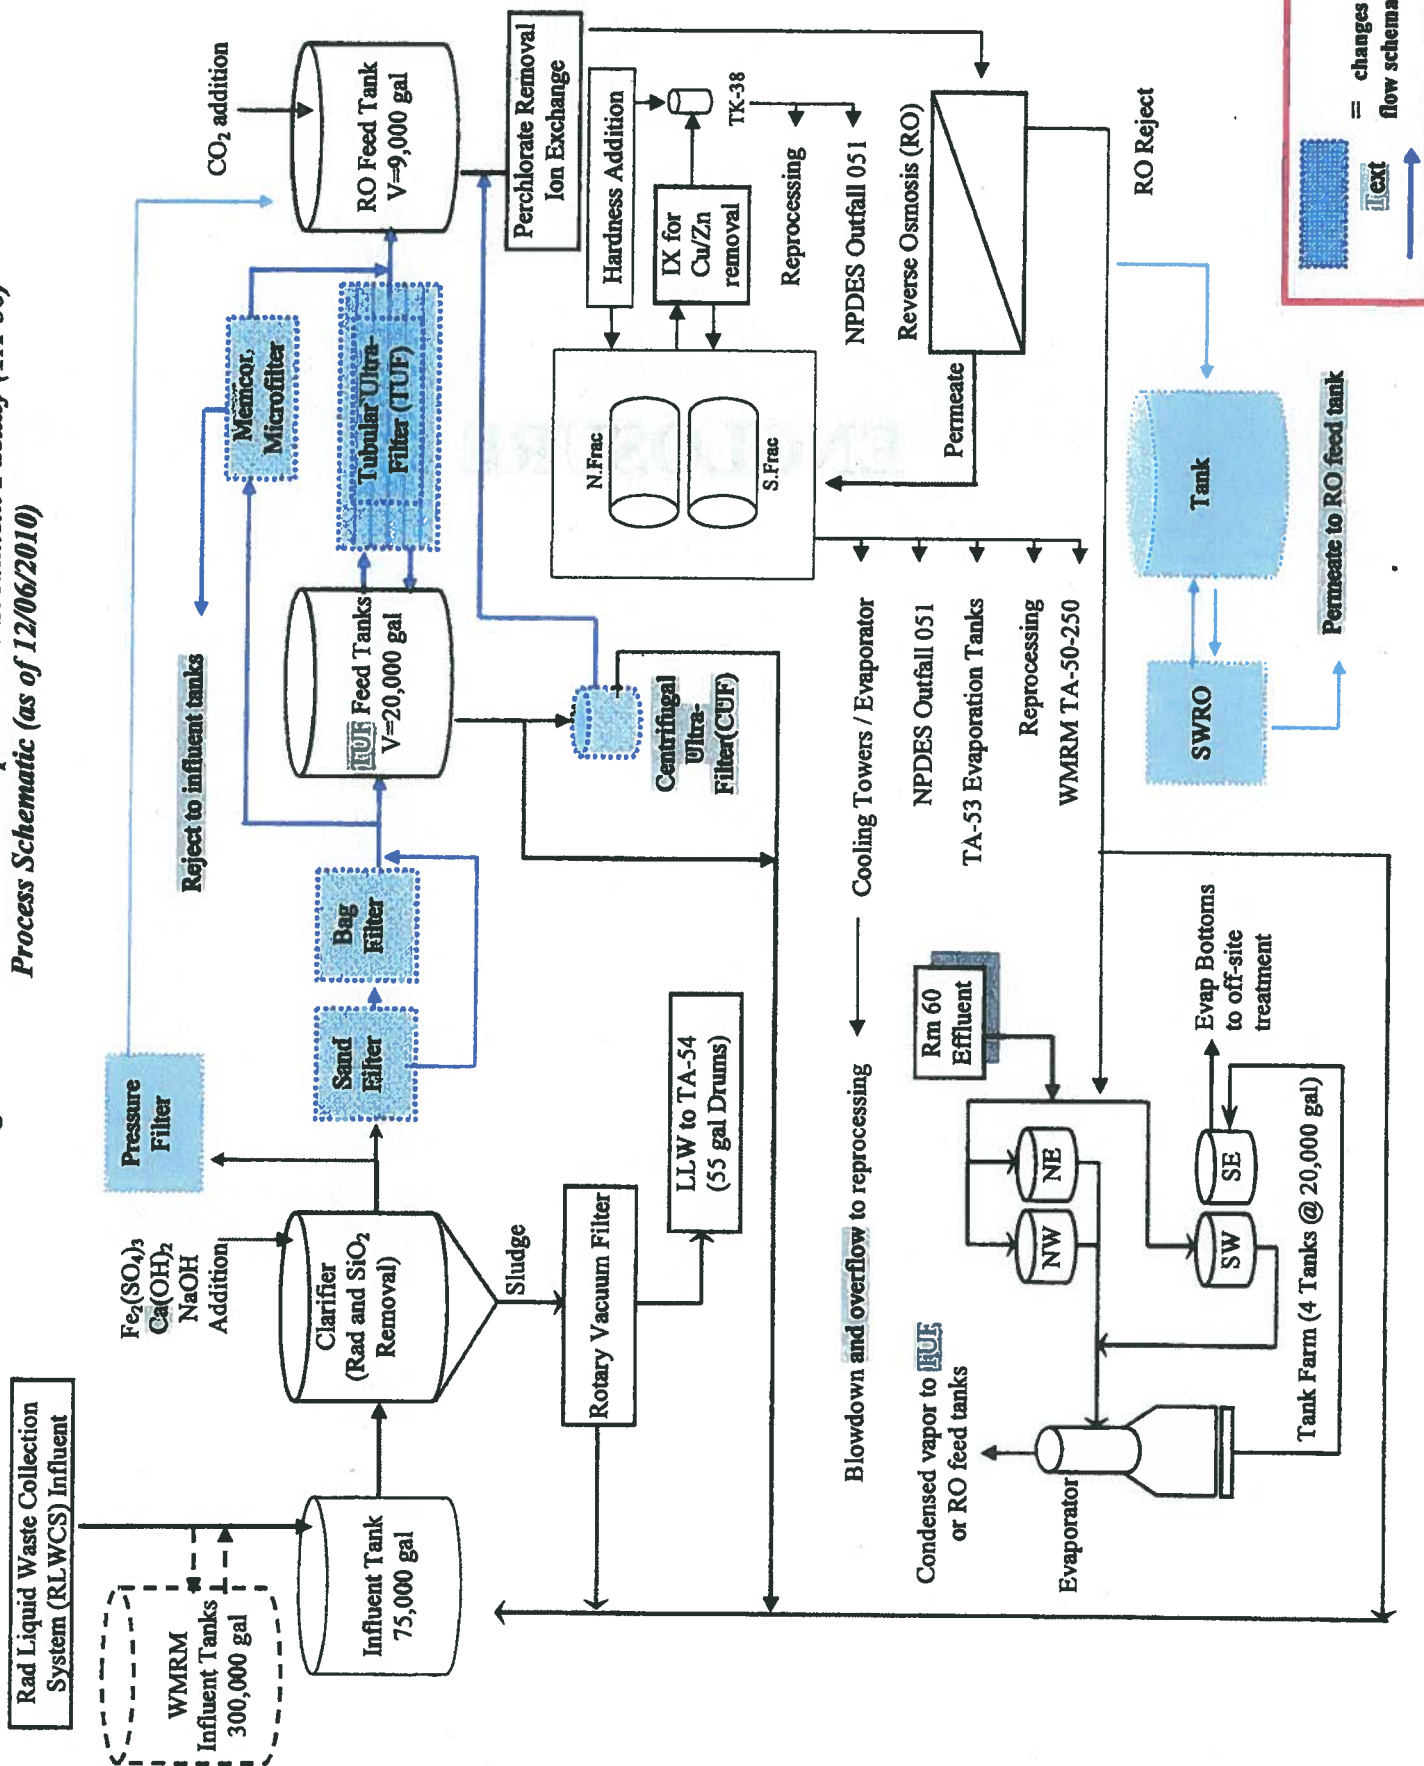 Process Schematic (as of 12/06/2010)
Rad Liquid Waste Collection
System (RLWCS) Influent
WMRM
Influent Tanks
300,000 gal
Influent Tank
75,000 gal
Fe₂(SO₄)₃
Ca(OH)₂
NaOH
Addition
Clarifier
(Rad and SiO₂
Removal)
Sludge
Rotary Vacuum Filter
LLW to TA-54
(55 gal Drums)
Pressure
Filter
Sand
Filter
Bag
Filter
Reject to influent tanks
TUF Feed Tanks
V=20,000 gal
Memcor,
Microfilter
Tubular Ultra-
Filter (TUF)
Centrifugal
Ultra-
Filter(CUF)
CO₂ addition
RO Feed Tank
V=9,000 gal
Perchlorate Removal
Ion Exchange
Hardness Addition
IX for
Cu/Zn
removal
TK-38
Reprocessing
NPDES Outfall 051
N.Frac
S.Frac
Reverse Osmosis (RO)
Permeate
RO Reject
Cooling Towers / Evaporator
NPDES Outfall 051
TA-53 Evaporation Tanks
Reprocessing
WMRM TA-50-250
Blowdown and overflow to reprocessing
Condensed vapor to
or RO feed tanks
Evaporator
Rm 60
Effluent
NW
NE
SW
SE
Evap Bottoms
to off-site
treatment
Tank Farm (4 Tanks @ 20,000 gal)
SWRO
Tank
Permeate to RO feed tank
= changes
flow schema
Text
ENCLOSURE